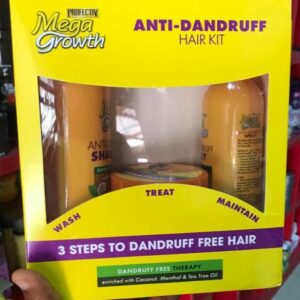 PROFECTIV
Mega
Growth
ANTI-DANDRUFF
HAIR KIT
WASH
TREAT
MAINTAIN
3 STEPS TO DANDRUFF FREE HAIR
DANDRUFF FREE THERAPY
enriched with Coconut, Menthol & Tea Tree Oil